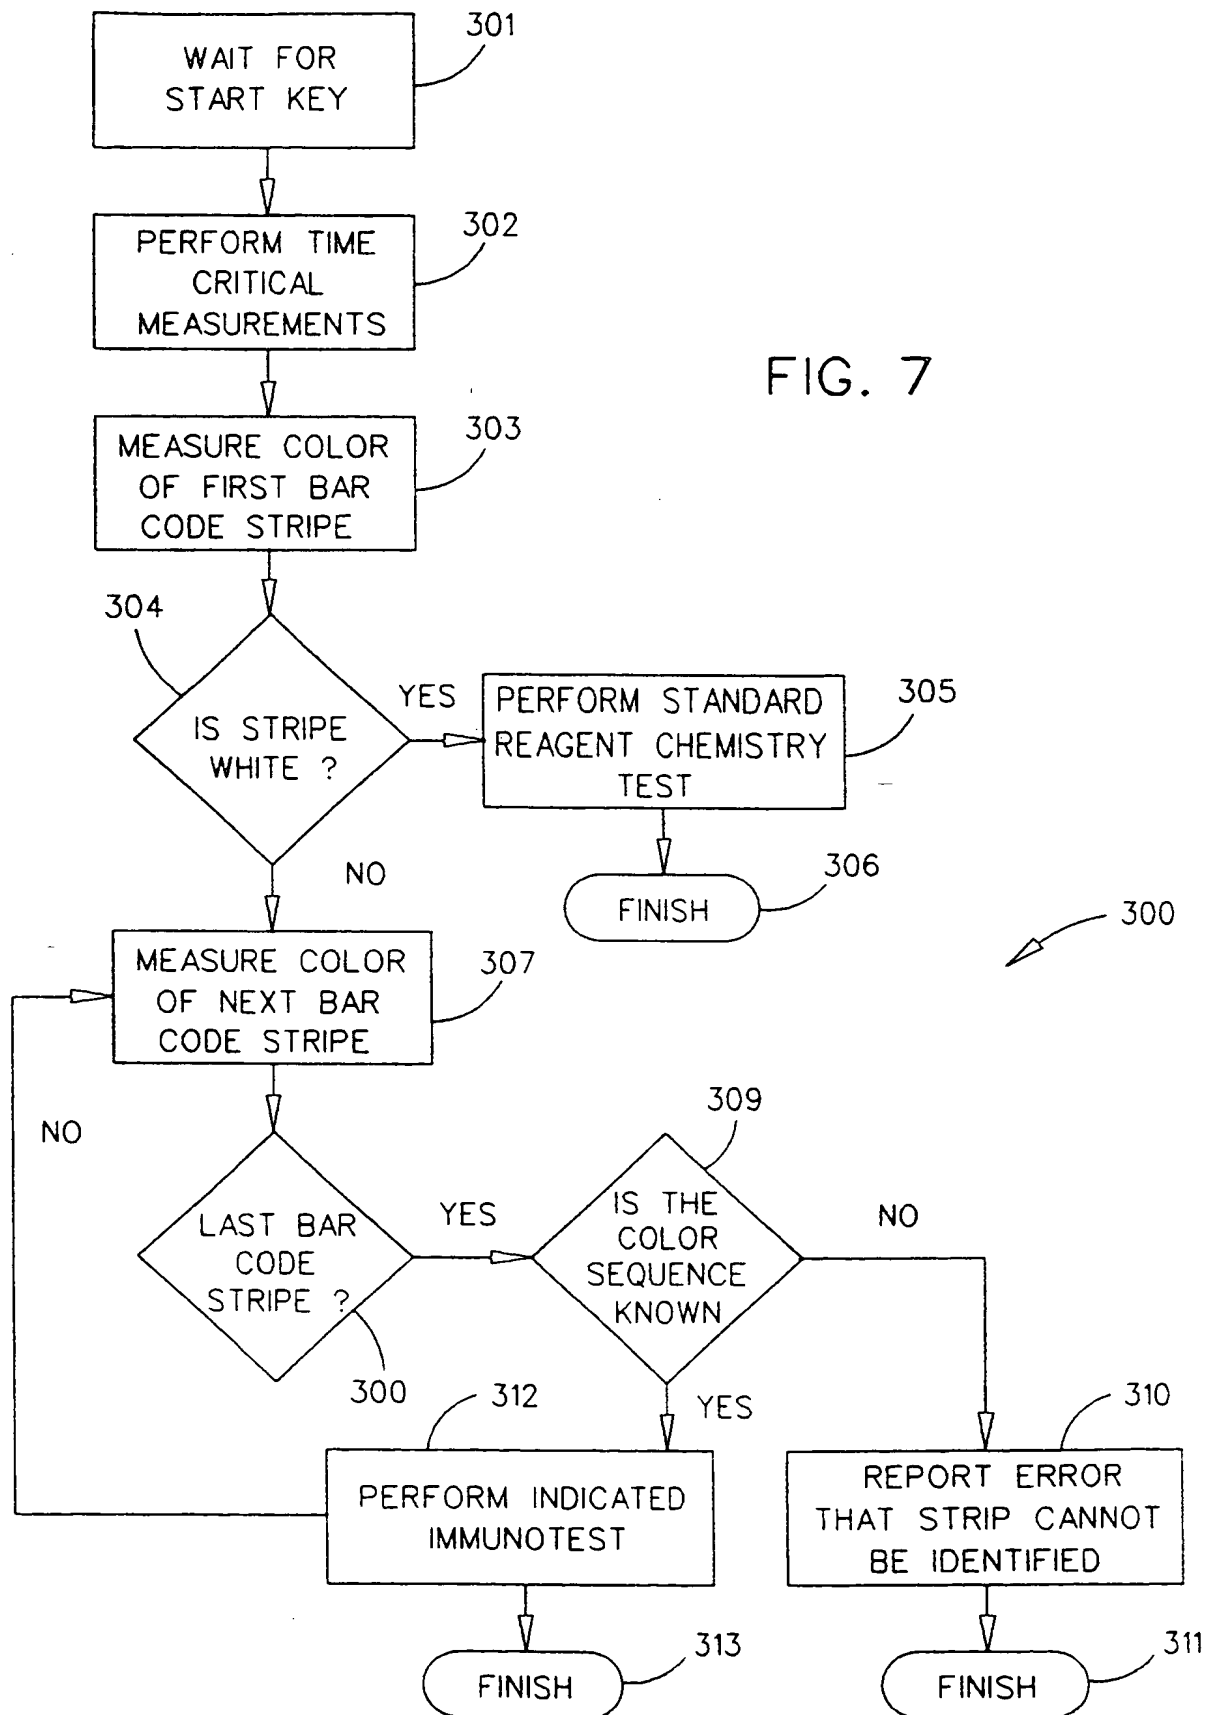 301
WAIT FOR
START KEY
302
PERFORM TIME
CRITICAL
MEASUREMENTS
FIG. 7
303
MEASURE COLOR
OF FIRST BAR
CODE STRIPE
304
IS STRIPE
WHITE ?
YES
PERFORM STANDARD
REAGENT CHEMISTRY
TEST
305
NO
FINISH
306
300
MEASURE COLOR
OF NEXT BAR
CODE STRIPE
307
NO
LAST BAR
CODE
STRIPE ?
300
YES
309
IS THE
COLOR
SEQUENCE
KNOWN
NO
YES
312
PERFORM INDICATED
IMMUNOTEST
310
REPORT ERROR
THAT STRIP CANNOT
BE IDENTIFIED
FINISH
313
FINISH
311